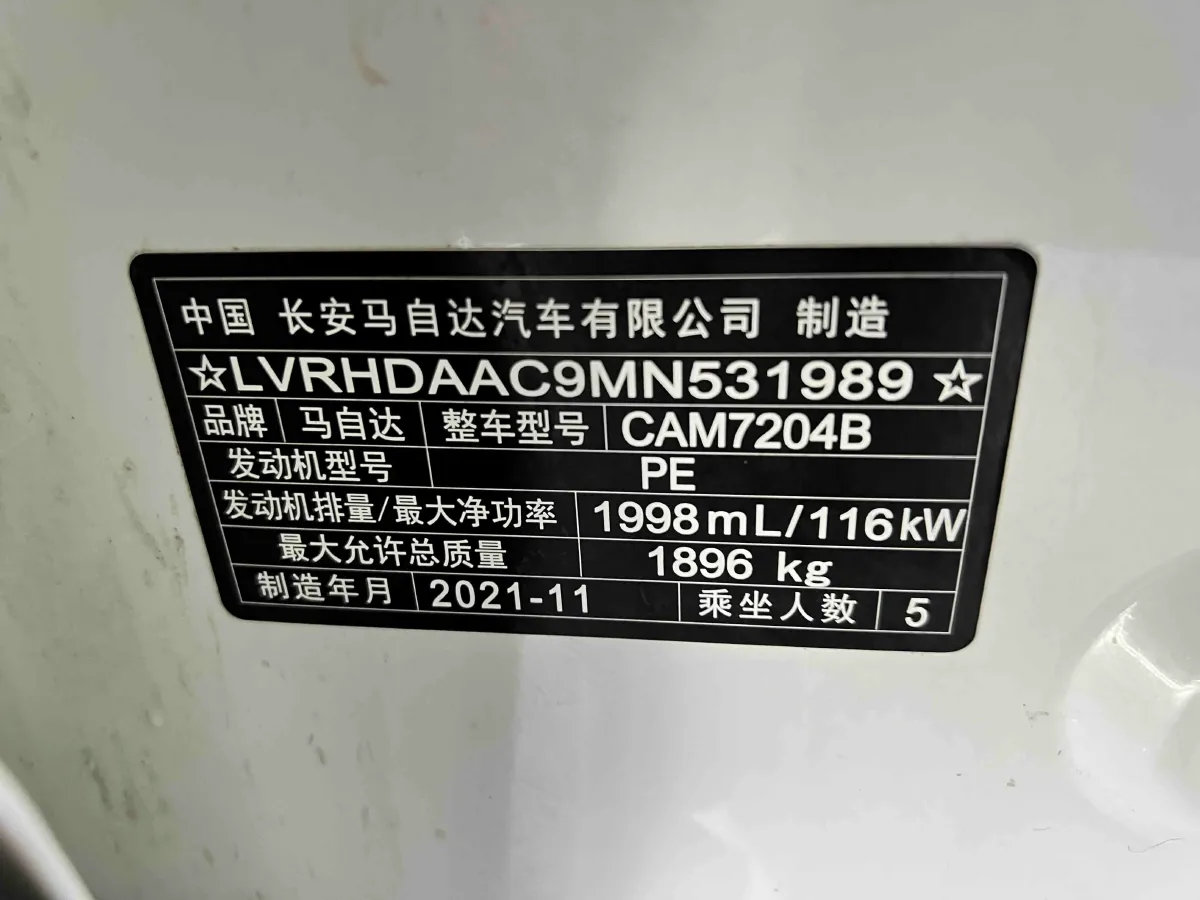 中国 长安马自达汽车有限公司 制造
☆LVRHDAAC9MN531989☆
品牌 马自达 整车型号 CAM7204B
发动机型号 PE
发动机排量/最大净功率 1998mL/116kW
最大允许总质量 1896 kg
制造年月 2021-11 乘坐人数 5